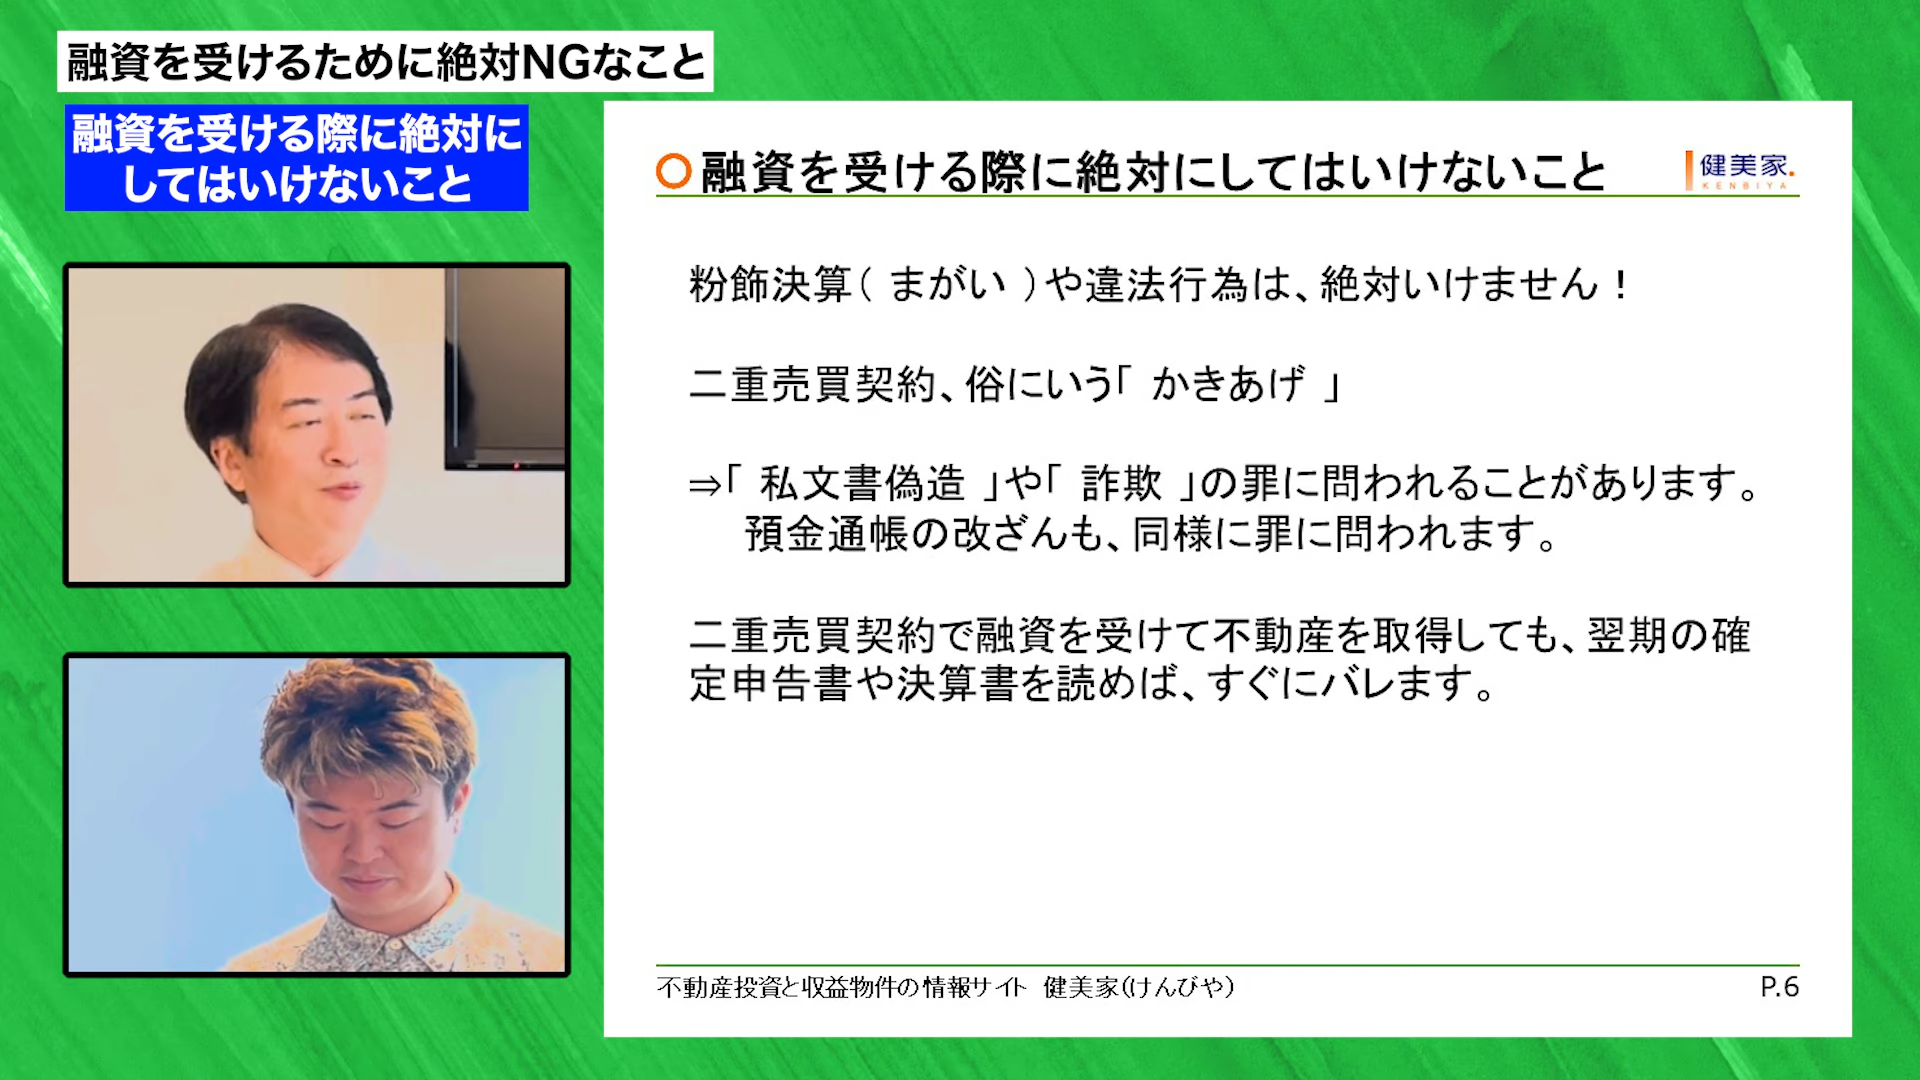 融資を受けるために絶対NGなこと
融資を受ける際に絶対に
してはいけないこと
○融資を受ける際に絶対にしてはいけないこと
健美家.
KENBIYA
粉飾決算（ まがい ）や違法行為は、絶対いけません！
二重売買契約、俗にいう「 かきあげ 」
⇒「 私文書偽造 」や「 詐欺 」の罪に問われることがあります。
預金通帳の改ざんも、同様に罪に問われます。
二重売買契約で融資を受けて不動産を取得しても、翌期の確
定申告書や決算書を読めば、すぐにバレます。
不動産投資と収益物件の情報サイト 健美家（けんびや）
P.6